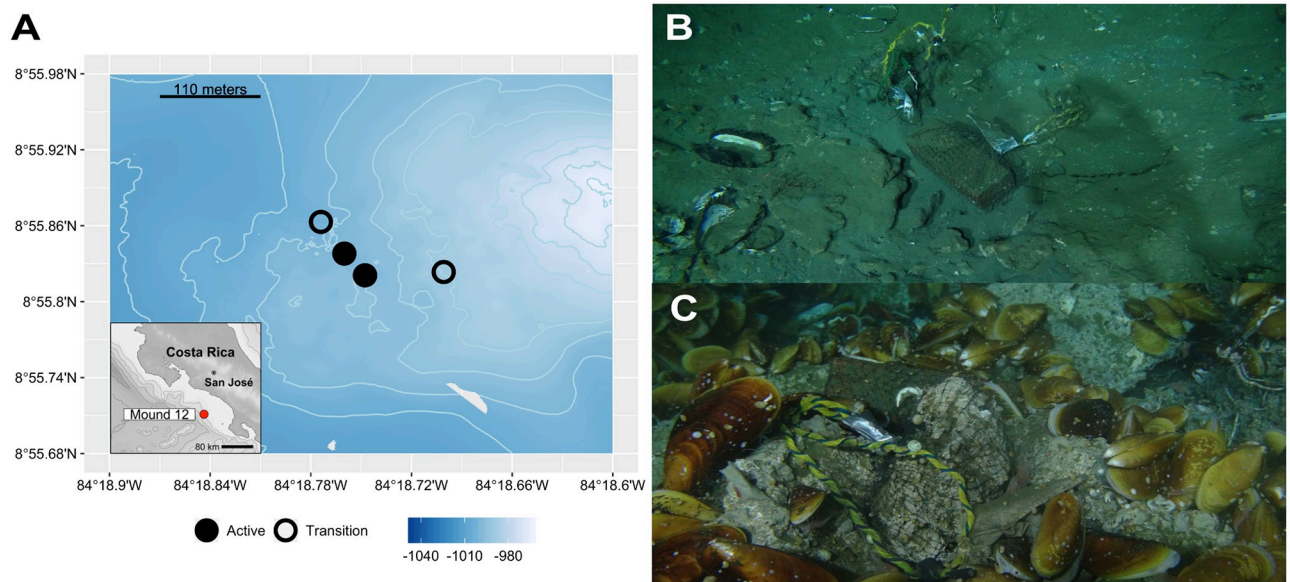 A
B
C
110 meters
8°55.98'N
8°55.92'N
8°55.86'N
8°55.8'N
8°55.74'N
8°55.68'N
Costa Rica
San José
Mound 12
80 km
84°18.9'W 84°18.84'W 84°18.78'W 84°18.72'W 84°18.66'W 84°18.6'W
Active Transition
-1040 -1010 -980